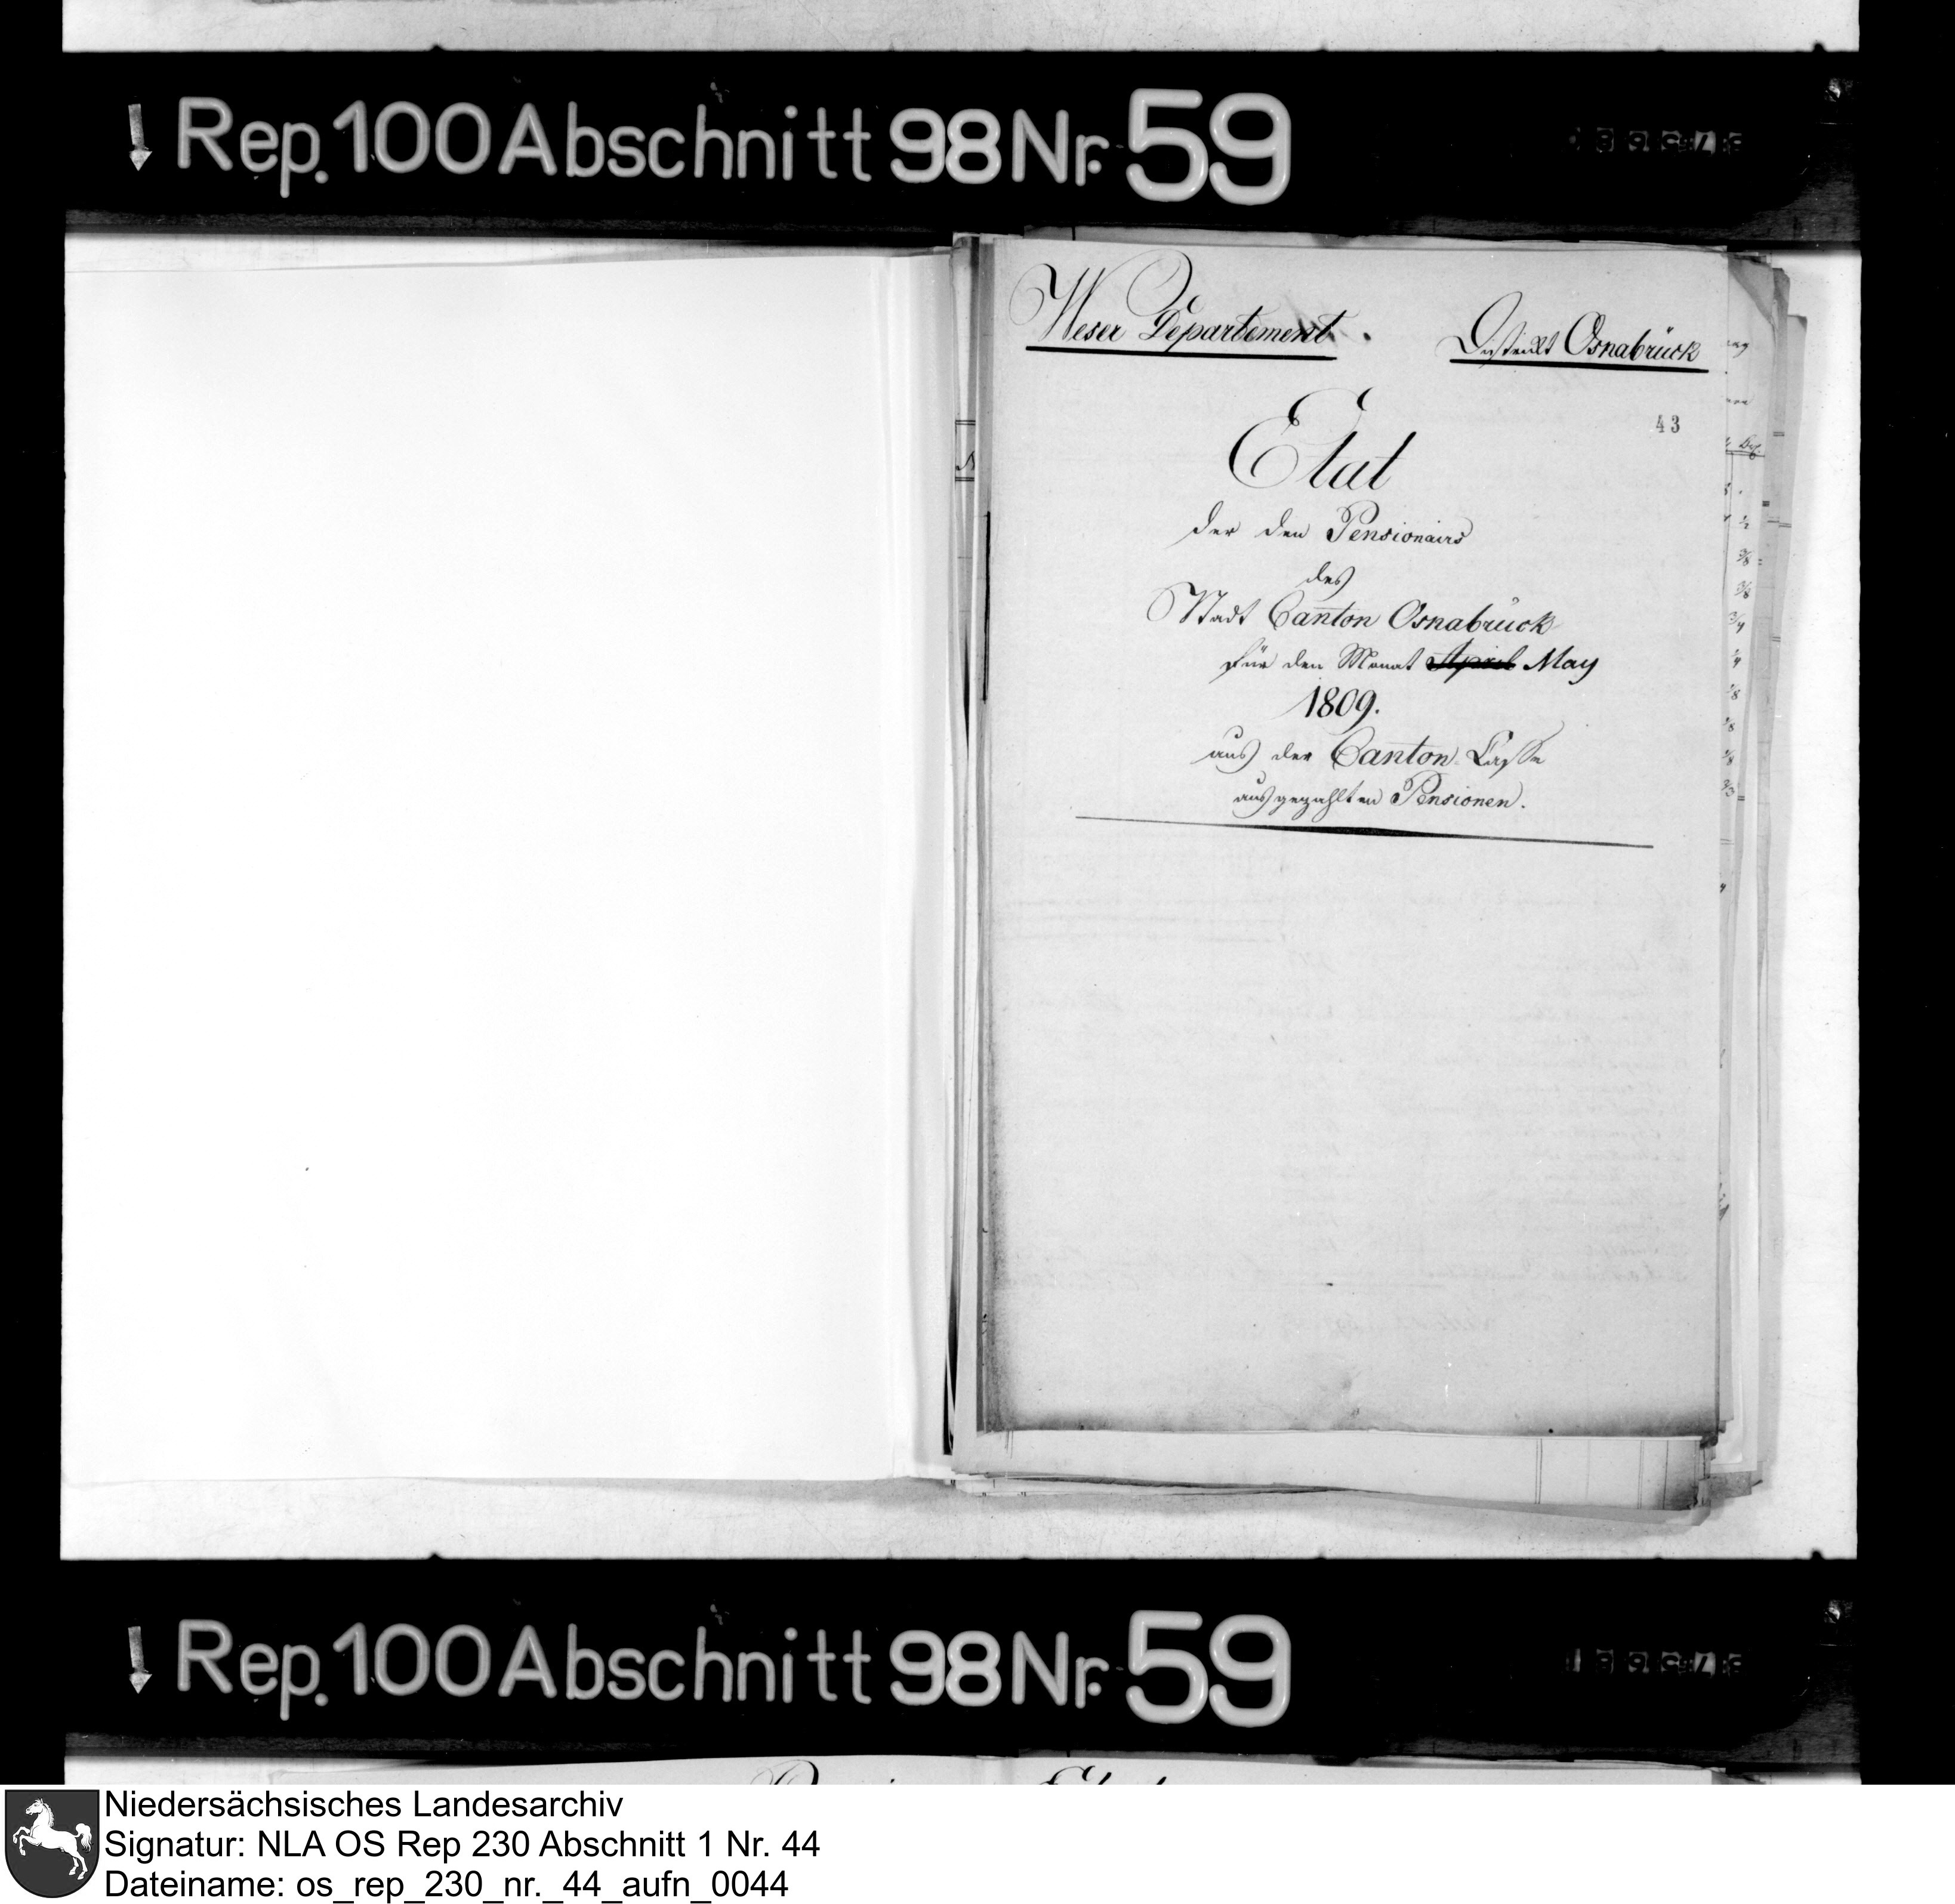 Rep. 100 Abschnitt 98 Nr. 59
Weser Departement.
District Osnabrück
43
Etat
der den Pensionairs
des
Stadt Canton Osnabrück
für den Monat April May
1809.
aus der Canton-Casse
ausgezahlten Pensionen.
Rep. 100 Abschnitt 98 Nr. 59
Niedersächsisches Landesarchiv
Signatur: NLA OS Rep 230 Abschnitt 1 Nr. 44
Dateiname: os_rep_230_nr._44_aufn_0044